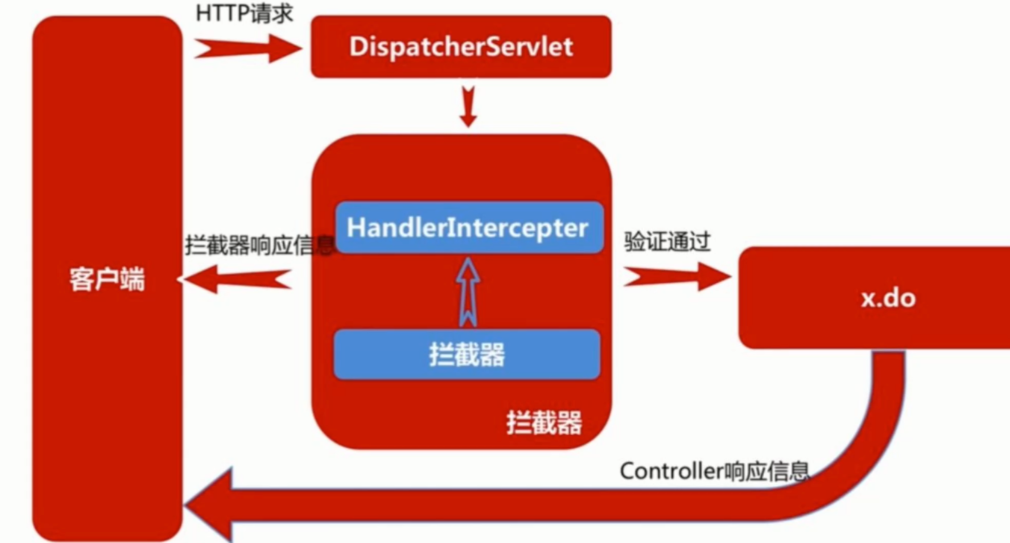 HTTP请求
DispatcherServlet
HandlerIntercepter
拦截器响应信息
验证通过
客户端
x.do
拦截器
拦截器
Controller响应信息